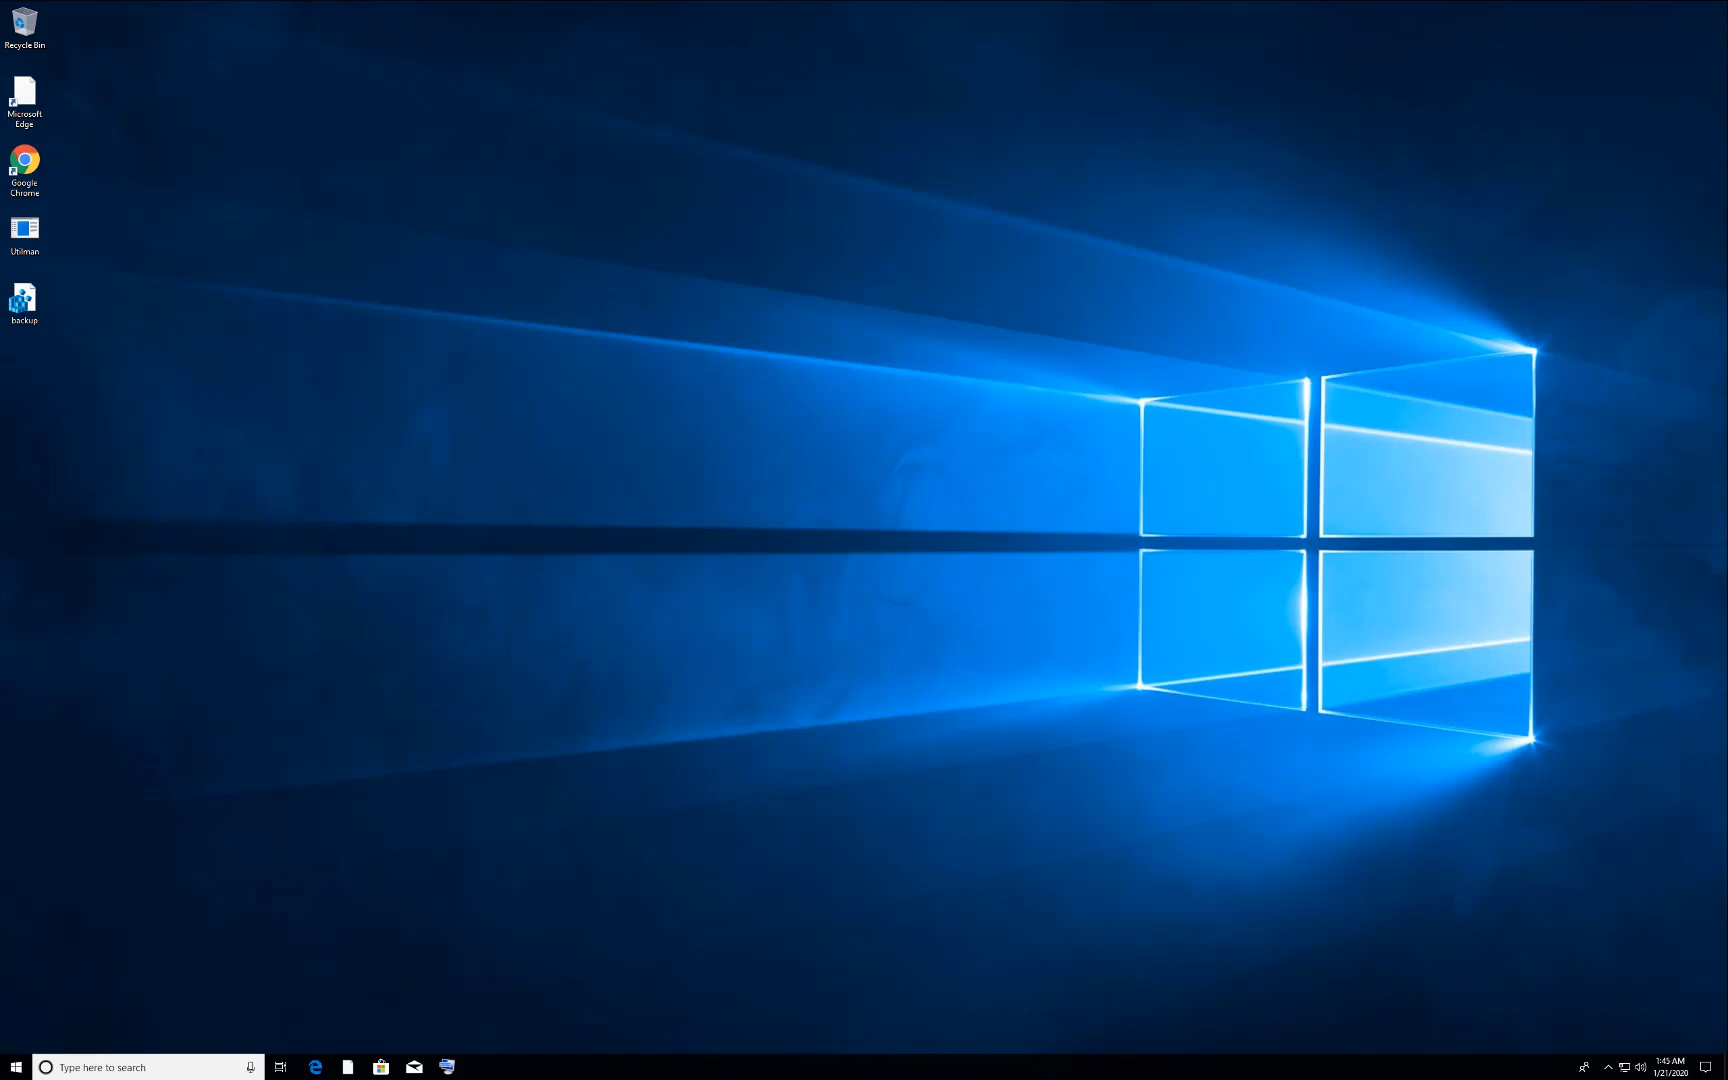 Recycle Bin
Microsoft
Edge
Google
Chrome
Utilman
backup
Type here to search
1:45 AM
1/21/2020